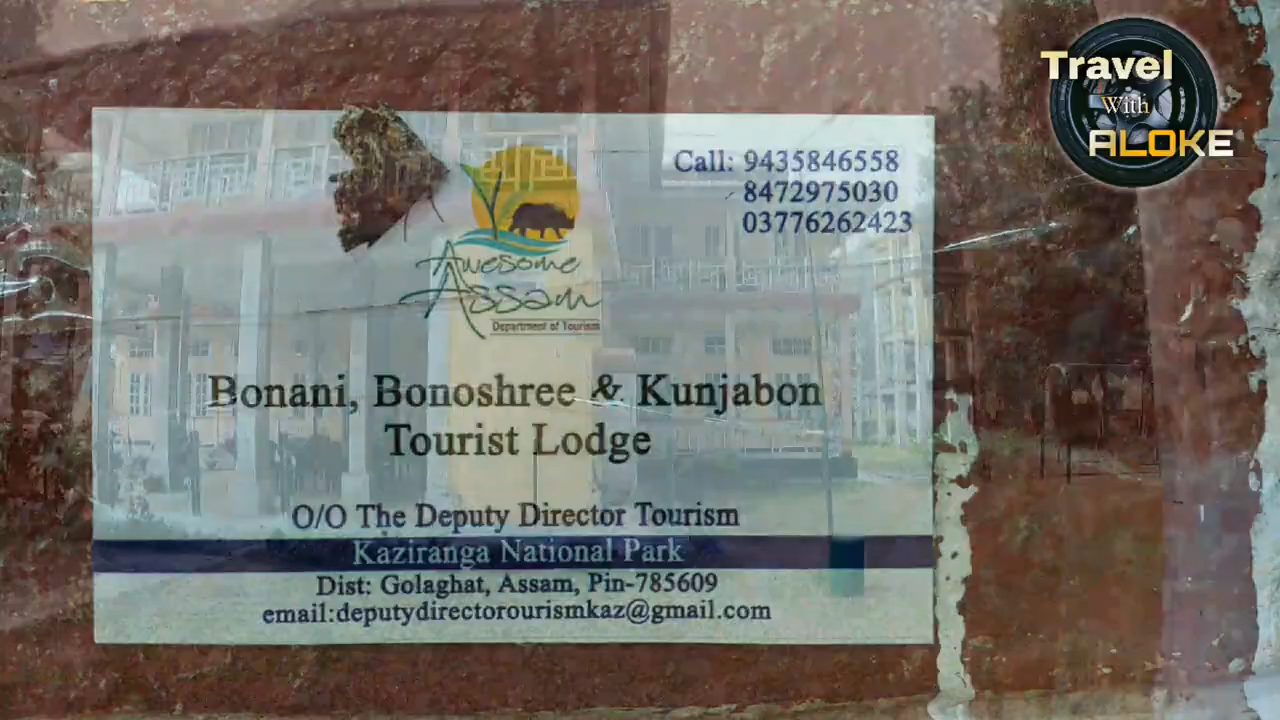 Travel
With
ALOKE
Call: 9435846558
8472975030
03776262423
Awesome
Assam
Department of Tourism
Bonani, Bonoshree & Kunjabon
Tourist Lodge
O/O The Deputy Director Tourism
Kaziranga National Park
Dist: Golaghat, Assam, Pin-785609
email:deputydirectorourismkaz@gmail.com